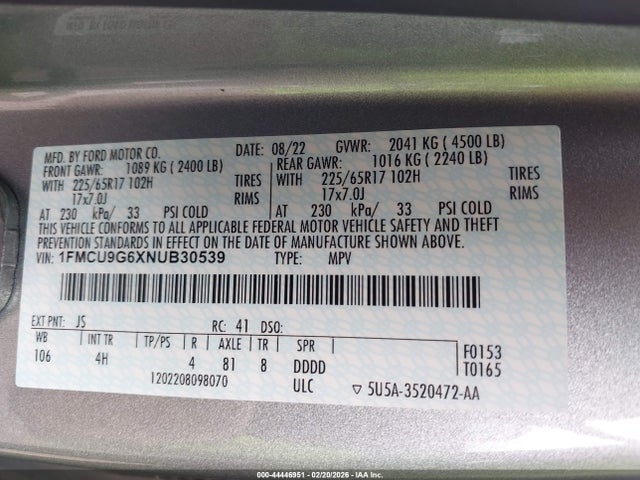 MFD. BY FORD MOTOR CO. DATE: 08/22 GVWR: 2041 KG ( 4500 LB)
FRONT GAWR: 1089 KG ( 2400 LB) REAR GAWR: 1016 KG ( 2240 LB)
WITH 225/65R17 102H TIRES WITH 225/65R17 102H TIRES
17x7.0J RIMS 17x7.0J RIMS
AT 230 kPa/ 33 PSI COLD AT 230 kPa/ 33 PSI COLD
THIS VEHICLE CONFORMS TO ALL APPLICABLE FEDERAL MOTOR VEHICLE SAFETY AND THEFT
PREVENTION STANDARDS IN EFFECT ON THE DATE OF MANUFACTURE SHOWN ABOVE.
VIN: 1FMCU9G6XNUB30539 TYPE: MPV
EXT PNT: JS RC: 41 DSO:
WB INT TR TP/PS R AXLE TR SPR F0153
106 4H 4 81 8 DDDD T0165
1202208098070 ULC ▽ 5U5A-3520472-AA
000-44446951 - 02/20/2026 - IAA Inc.